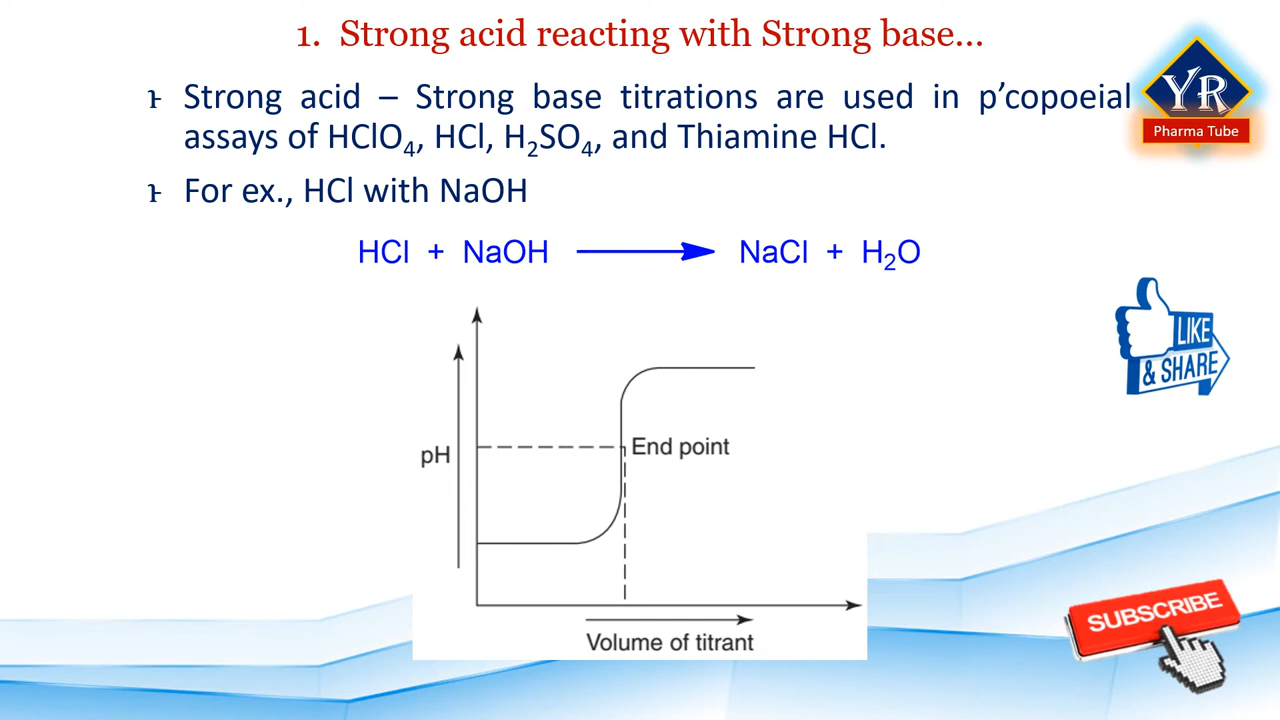 1. Strong acid reacting with Strong base...
Strong acid – Strong base titrations are used in p’copoeial
assays of HClO4, HCl, H2SO4, and Thiamine HCl.
For ex., HCl with NaOH
HCl + NaOH ⟶ NaCl + H2O
pH
End point
Volume of titrant
YR
Pharma Tube
LIKE
& SHARE
SUBSCRIBE